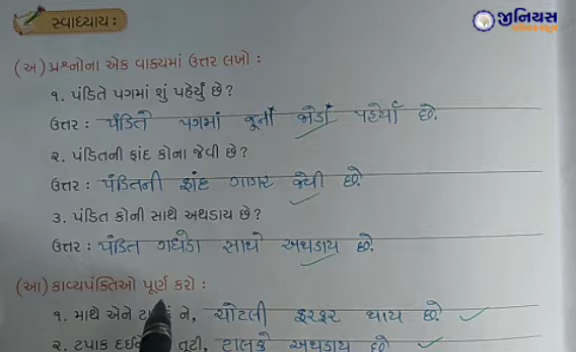 સ્વાધ્યાય:
જીનિયસ
(અ) પ્રશ્નોના એક વાક્યમાં ઉત્તર લખો :
૧. પંડિતે પગમાં શું પહેર્યું છે?
ઉત્તર : પંડિતે પગમાં જૂનાં જોડાં પહેર્યાં છે.
૨. પંડિતની ફાંદ કોના જેવી છે?
ઉત્તર : પંડિતની ફાંદ ગાગર જેવી છે.
૩. પંડિત કોની સાથે અથડાય છે?
ઉત્તર : પંડિત ગધેડા સાથે અથડાય છે.
(આ) કાવ્યપંક્તિઓ પૂર્ણ કરો :
૧. માથે એને ને, ચોટલી ફરફર થાય છે
૨. ટપાક દઈને તૂટી, ટાલકે અથડાય છે